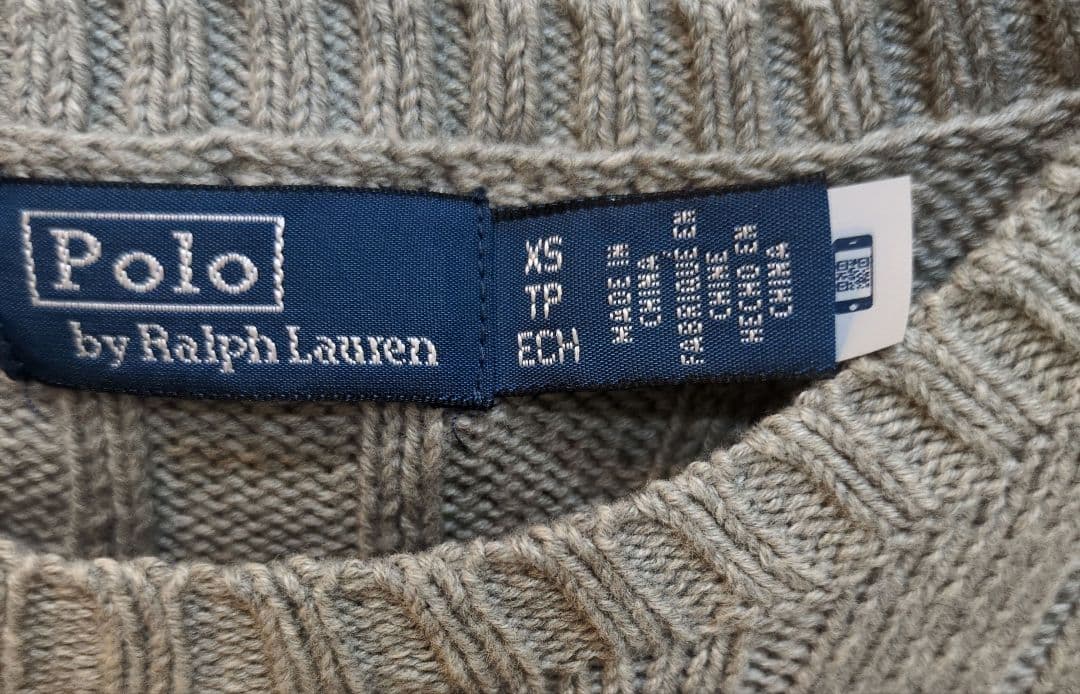 Polo
by Ralph Lauren
XS
TP
ECH
MADE IN
CHINA
FABRIQUÉ EN
CHINE
HECHO EN
CHINA